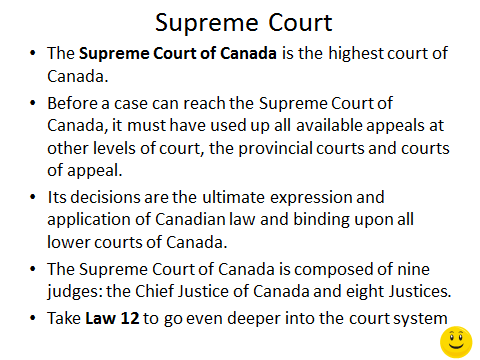 Supreme Court
• The Supreme Court of Canada is the highest court of
Canada.
• Before a case can reach the Supreme Court of
Canada, it must have used up all available appeals at
other levels of court, the provincial courts and courts
of appeal.
• Its decisions are the ultimate expression and
application of Canadian law and binding upon all
lower courts of Canada.
• The Supreme Court of Canada is composed of nine
judges: the Chief Justice of Canada and eight Justices.
• Take Law 12 to go even deeper into the court system